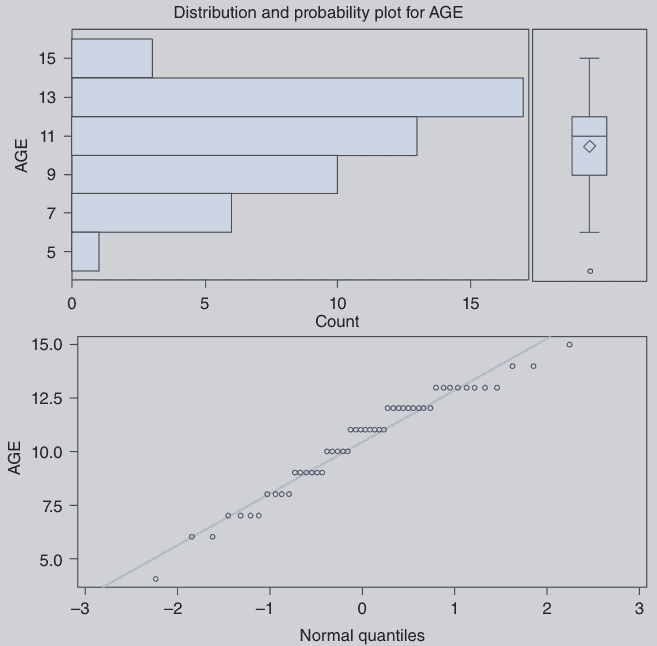 Distribution and probability plot for AGE
15
13
11
9
7
5
AGE
0 5 10 15
Count
15.0
12.5
10.0
7.5
5.0
AGE
–3 –2 –1 0 1 2 3
Normal quantiles